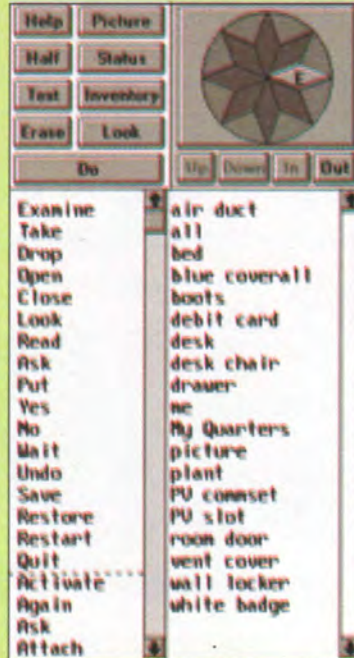 Help Picture
Half Status
Text Inventory
Erase Look
Do
E
Up Down In Out
Examine
Take
Drop
Open
Close
Look
Read
Ask
Put
Yes
No
Wait
Undo
Save
Restore
Restart
Quit
Activate
Again
Ask
Attach
air duct
all
bed
blue coverall
boots
debit card
desk
desk chair
drawer
me
My Quarters
picture
plant
PV commset
PV slot
room door
vent cover
wall locker
white badge